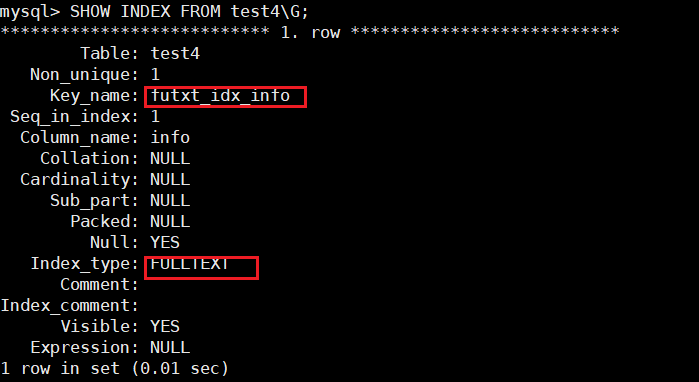 mysql> SHOW INDEX FROM test4\G;
*************************** 1. row ***************************
Table: test4
Non_unique: 1
Key_name: futxt_idx_info
Seq_in_index: 1
Column_name: info
Collation: NULL
Cardinality: NULL
Sub_part: NULL
Packed: NULL
Null: YES
Index_type: FULLTEXT
Comment:
Index_comment:
Visible: YES
Expression: NULL
1 row in set (0.01 sec)